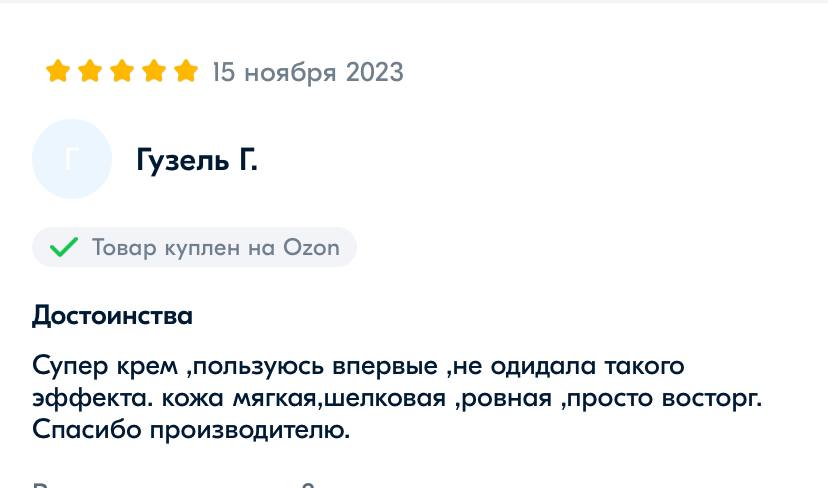 15 ноября 2023
Г
Гузель Г.
Товар куплен на Ozon
Достоинства
Супер крем ,пользуюсь впервые ,не одидала такого
эффекта. кожа мягкая,шелковая ,ровная ,просто восторг.
Спасибо производителю.